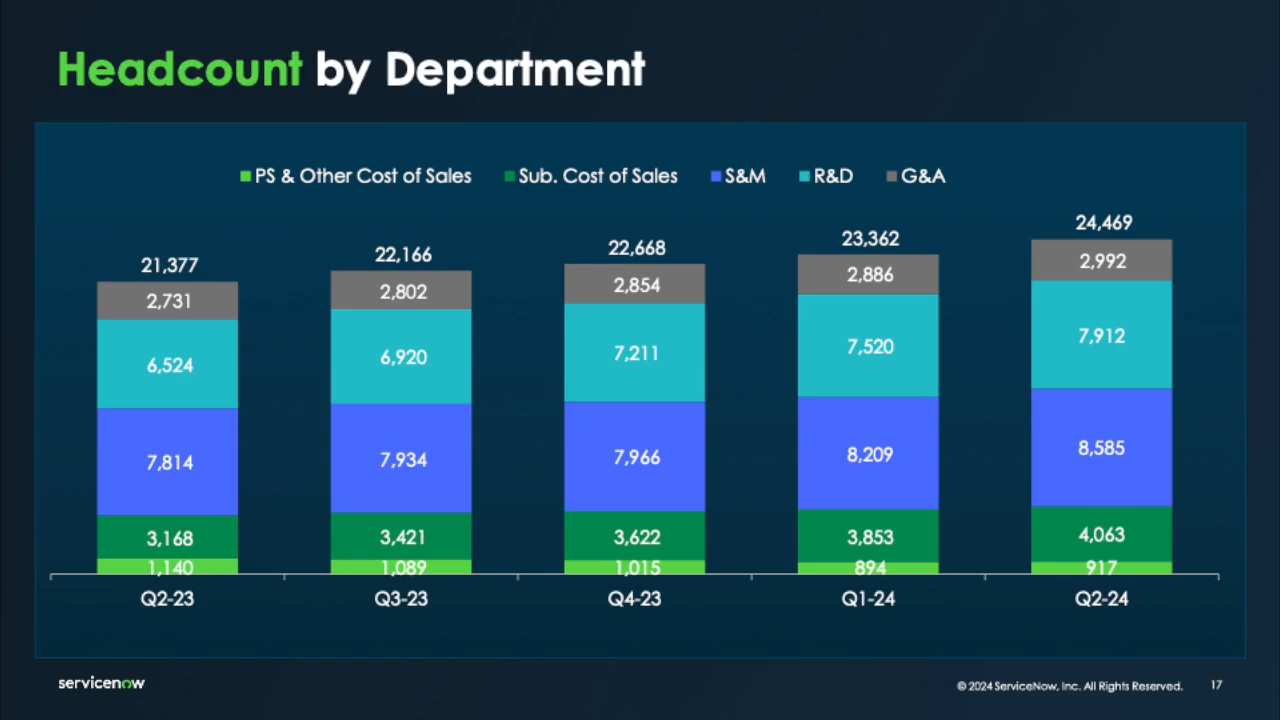 Headcount by Department
PS & Other Cost of Sales Sub. Cost of Sales S&M R&D G&A
21,377 22,166 22,668 23,362 24,469
2,731 2,802 2,854 2,886 2,992
6,524 6,920 7,211 7,520 7,912
7,814 7,934 7,966 8,209 8,585
3,168 3,421 3,622 3,853 4,063
1,140 1,089 1,015 894 917
Q2-23 Q3-23 Q4-23 Q1-24 Q2-24
servicenow © 2024 ServiceNow, Inc. All Rights Reserved. 17